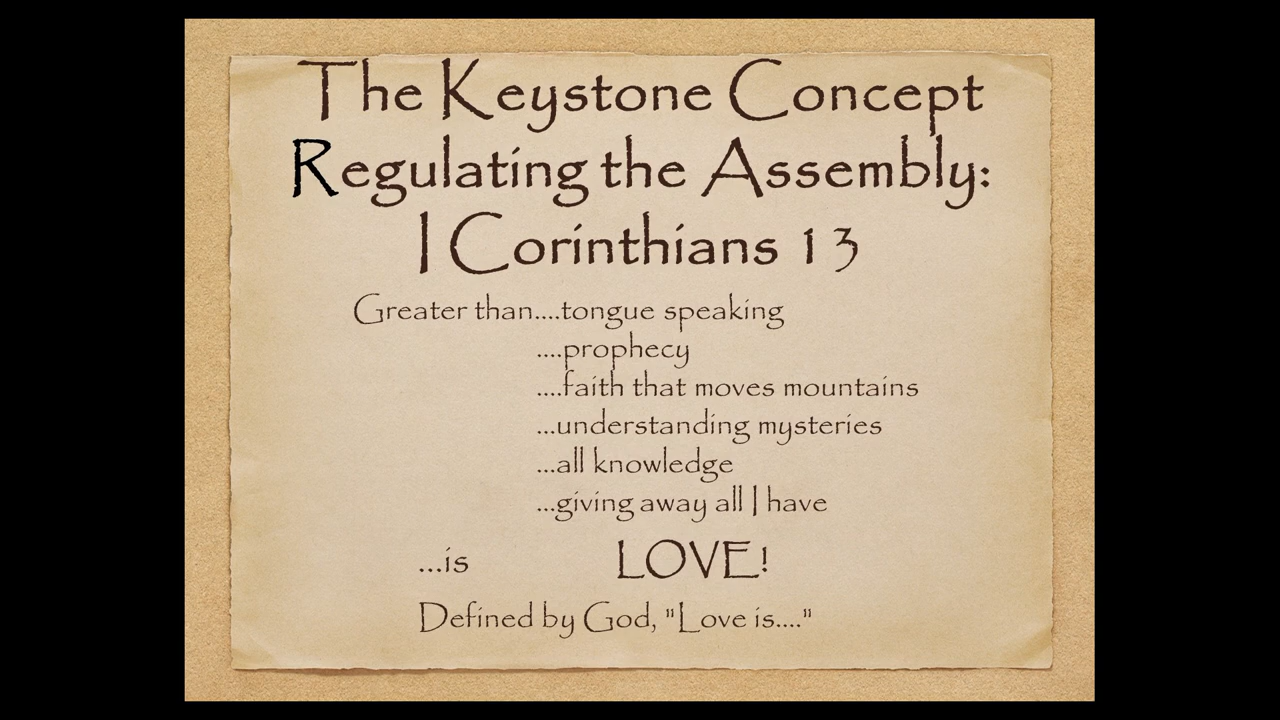 The Keystone Concept
Regulating the Assembly:
I Corinthians 13
Greater than....tongue speaking
....prophecy
....faith that moves mountains
...understanding mysteries
...all knowledge
...giving away all I have
...is LOVE!
Defined by God, "Love is...."